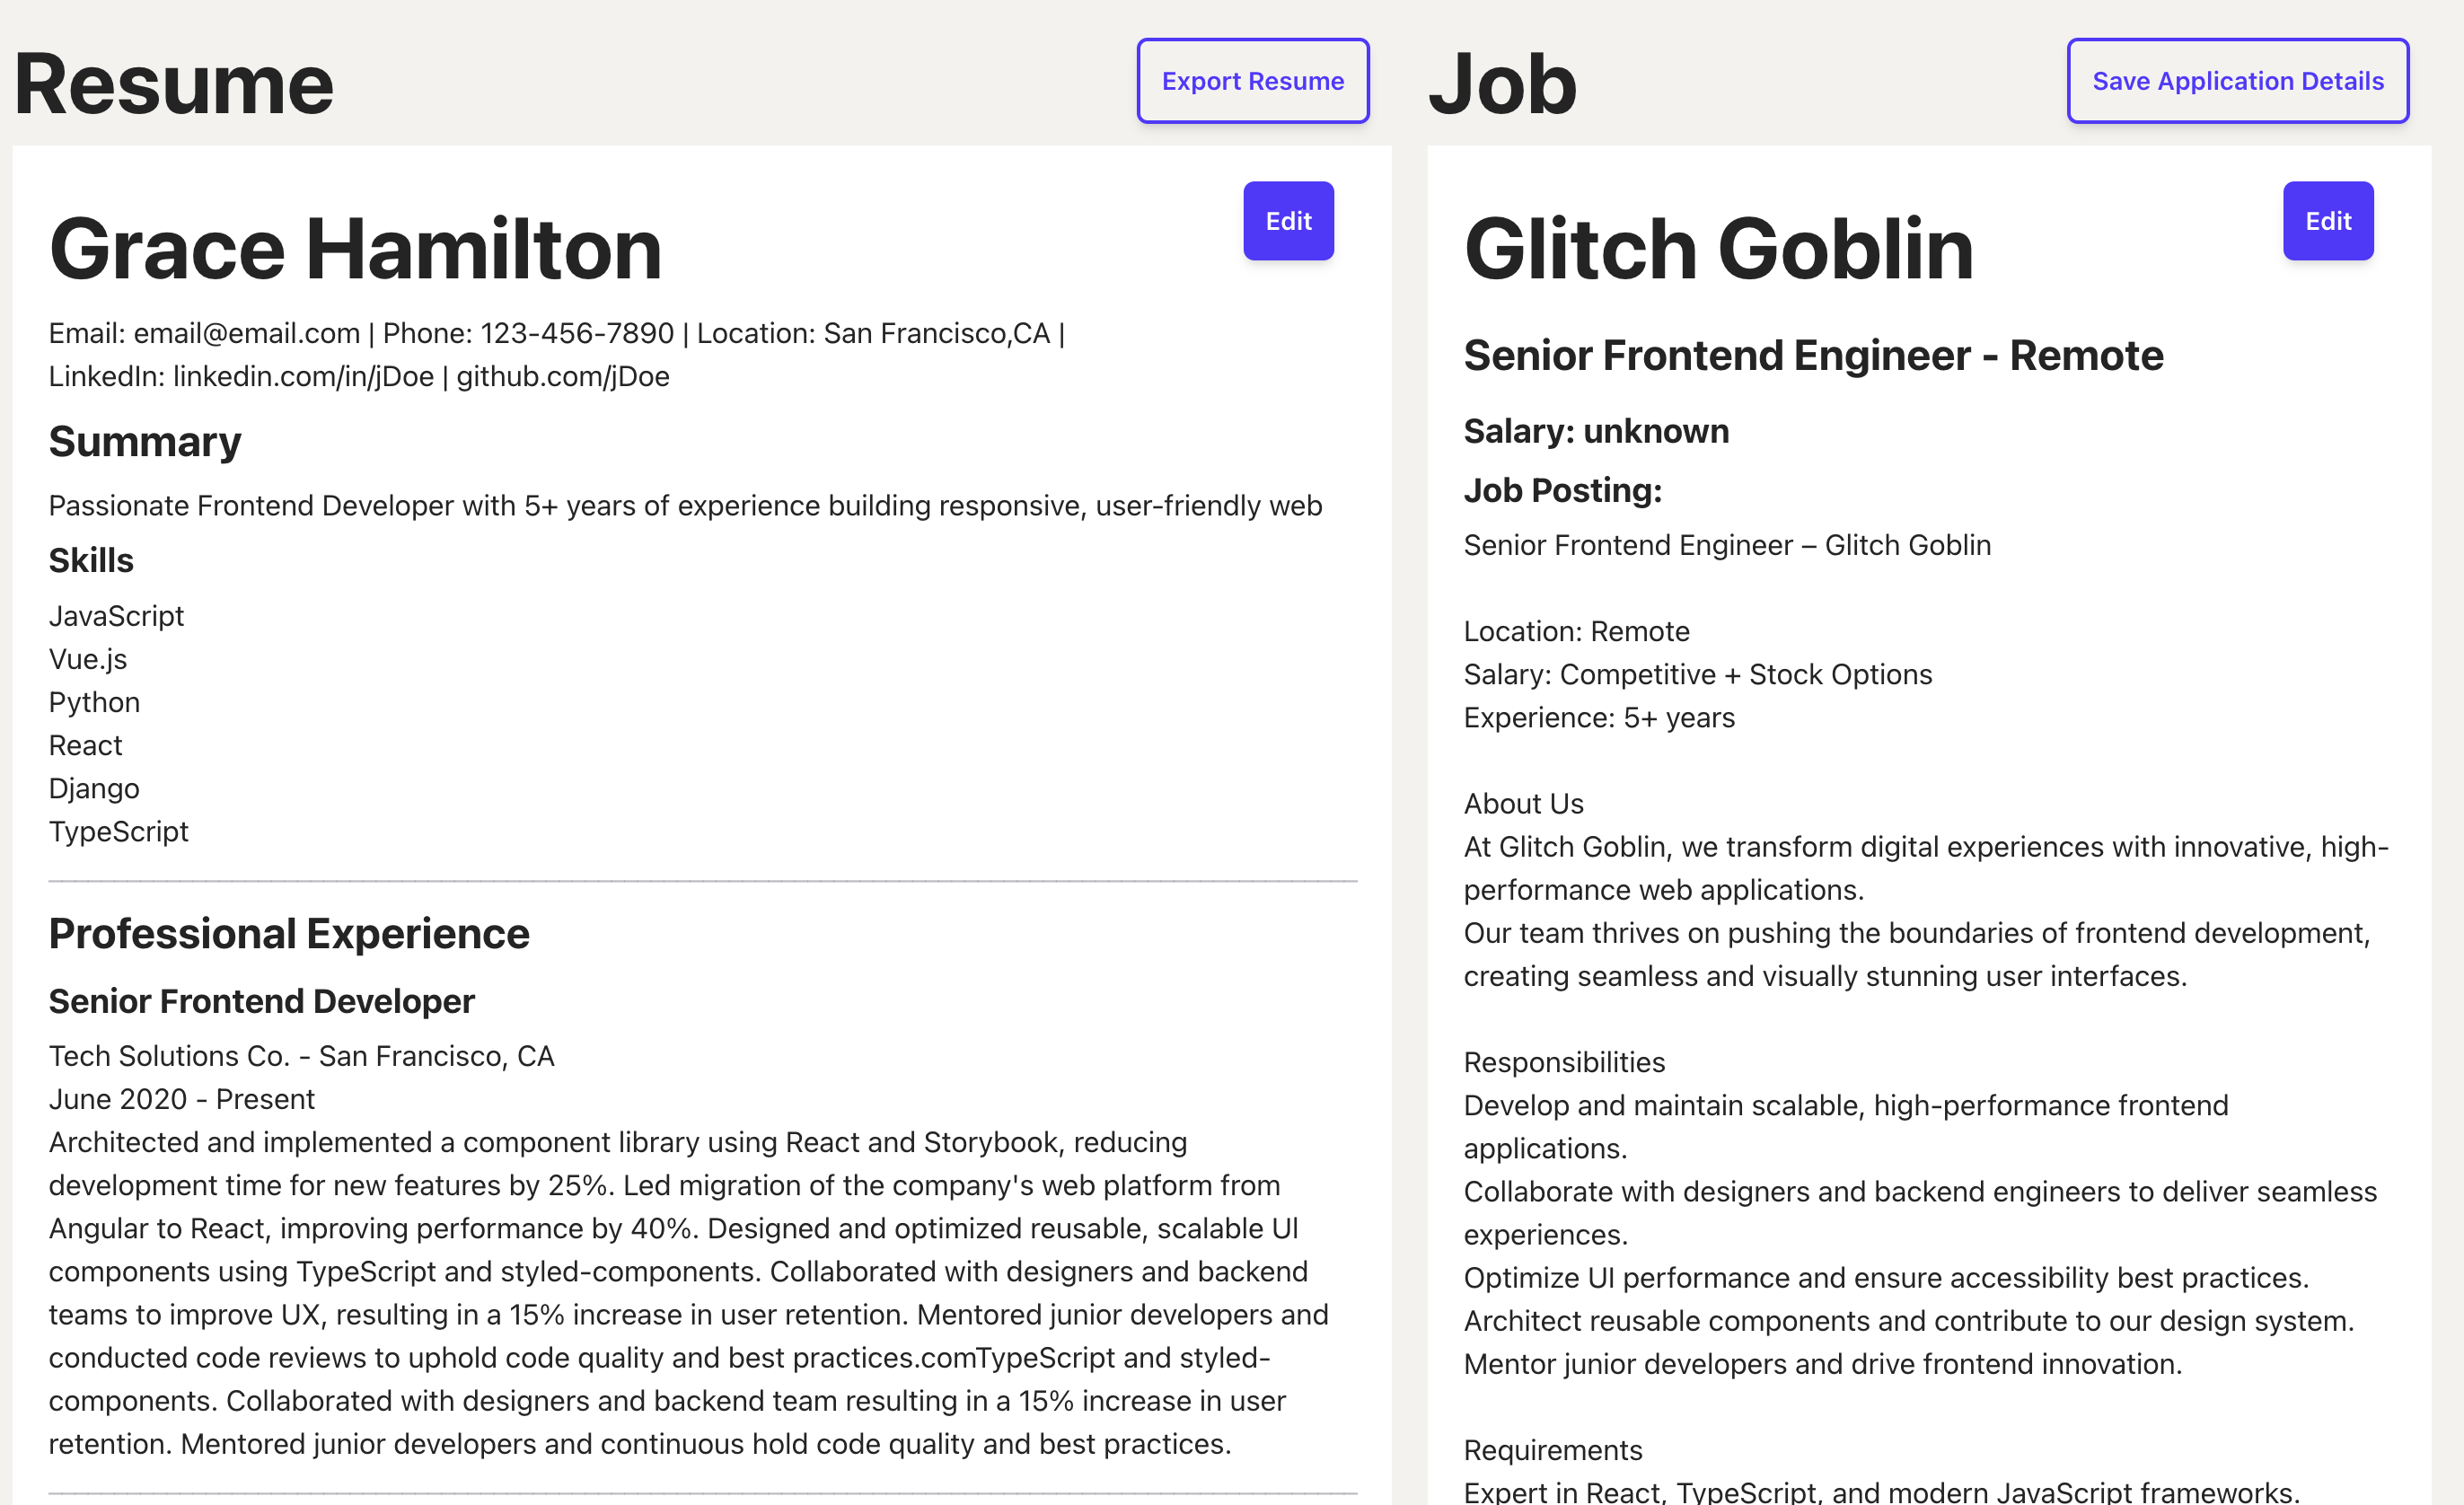 Resume
Export Resume
Grace Hamilton
Edit
Email: email@email.com | Phone: 123-456-7890 | Location: San Francisco,CA |
LinkedIn: linkedin.com/in/jDoe | github.com/jDoe
Summary
Passionate Frontend Developer with 5+ years of experience building responsive, user-friendly web
Skills
JavaScript
Vue.js
Python
React
Django
TypeScript
Professional Experience
Senior Frontend Developer
Tech Solutions Co. - San Francisco, CA
June 2020 - Present
Architected and implemented a component library using React and Storybook, reducing
development time for new features by 25%. Led migration of the company's web platform from
Angular to React, improving performance by 40%. Designed and optimized reusable, scalable UI
components using TypeScript and styled-components. Collaborated with designers and backend
teams to improve UX, resulting in a 15% increase in user retention. Mentored junior developers and
conducted code reviews to uphold code quality and best practices.comTypeScript and styled-
components. Collaborated with designers and backend team resulting in a 15% increase in user
retention. Mentored junior developers and continuous hold code quality and best practices.
Job
Save Application Details
Glitch Goblin
Edit
Senior Frontend Engineer - Remote
Salary: unknown
Job Posting:
Senior Frontend Engineer – Glitch Goblin
Location: Remote
Salary: Competitive + Stock Options
Experience: 5+ years
About Us
At Glitch Goblin, we transform digital experiences with innovative, high-
performance web applications.
Our team thrives on pushing the boundaries of frontend development,
creating seamless and visually stunning user interfaces.
Responsibilities
Develop and maintain scalable, high-performance frontend
applications.
Collaborate with designers and backend engineers to deliver seamless
experiences.
Optimize UI performance and ensure accessibility best practices.
Architect reusable components and contribute to our design system.
Mentor junior developers and drive frontend innovation.
Requirements
Expert in React, TypeScript, and modern JavaScript frameworks.